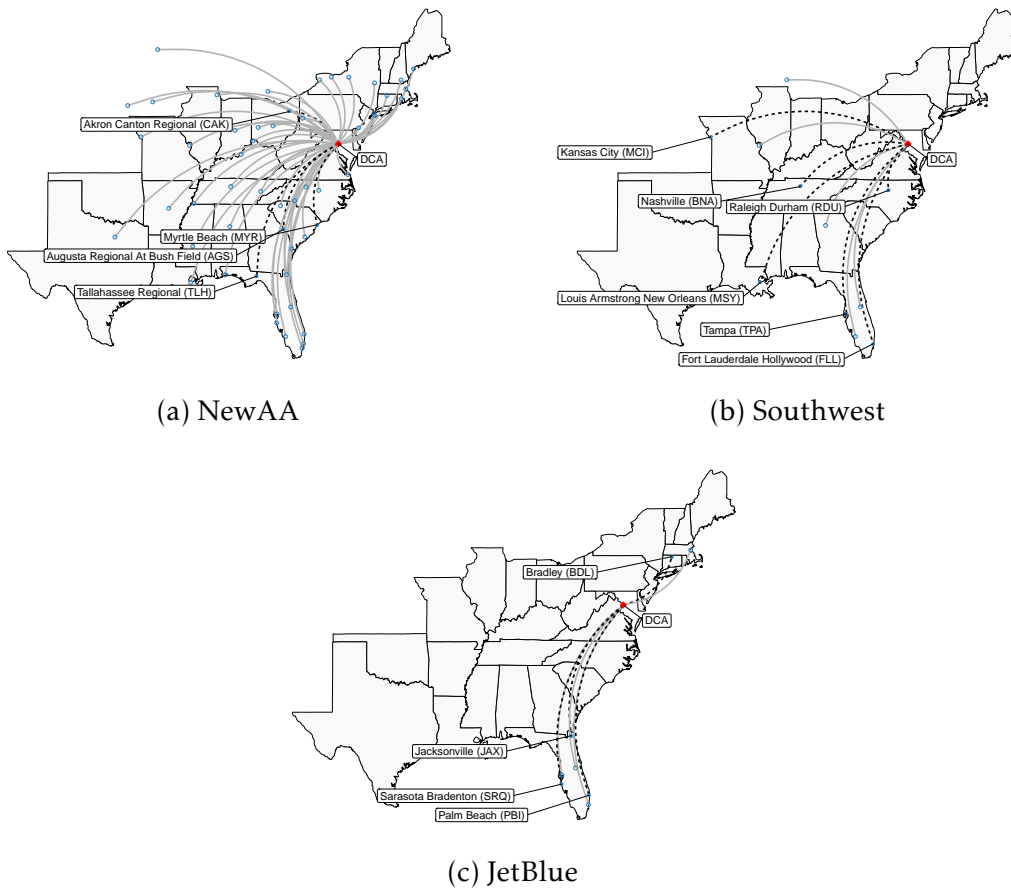 Akron Canton Regional (CAK)
DCA
Myrtle Beach (MYR)
Augusta Regional At Bush Field (AGS)
Tallahassee Regional (TLH)
(a) NewAA
Kansas City (MCI)
DCA
Nashville (BNA)
Raleigh Durham (RDU)
Louis Armstrong New Orleans (MSY)
Tampa (TPA)
Fort Lauderdale Hollywood (FLL)
(b) Southwest
Bradley (BDL)
DCA
Jacksonville (JAX)
Sarasota Bradenton (SRQ)
Palm Beach (PBI)
(c) JetBlue